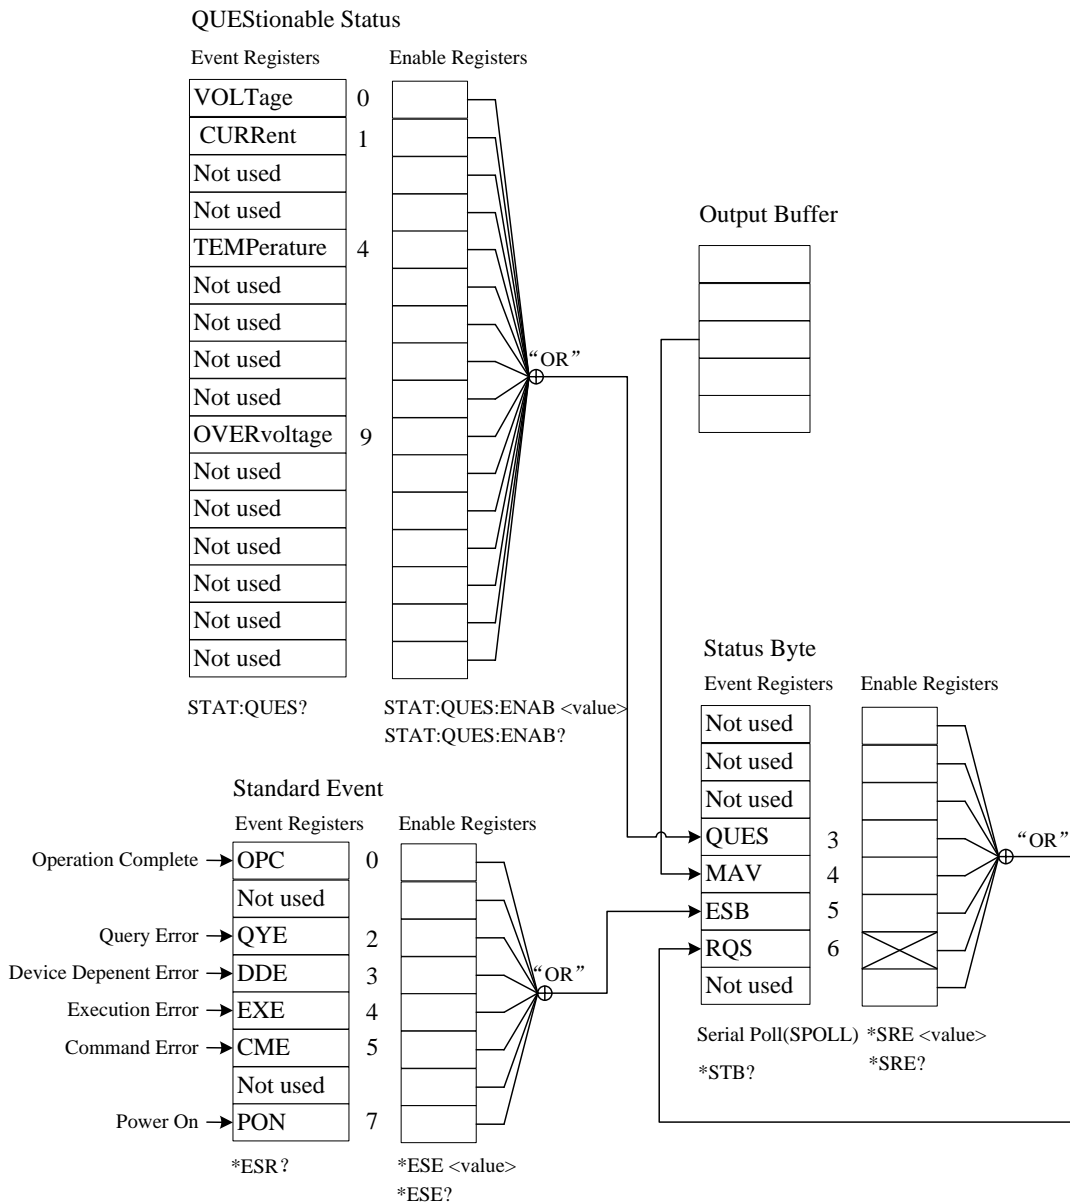 QUEStionable Status
Event Registers
Enable Registers
VOLTage 0
CURRent 1
Not used
Not used
TEMPerature 4
Not used
Not used
Not used
Not used
OVERvoltage 9
Not used
Not used
Not used
Not used
Not used
Not used
“OR”
STAT:QUES?
STAT:QUES:ENAB <value>
STAT:QUES:ENAB?
Output Buffer
Standard Event
Event Registers
Enable Registers
Operation Complete OPC 0
Not used
Query Error QYE 2
Device Depenent Error DDE 3
Execution Error EXE 4
Command Error CME 5
Not used
Power On PON 7
“OR”
*ESR?
*ESE <value>
*ESE?
Status Byte
Event Registers
Enable Registers
Not used
Not used
Not used
QUES 3
MAV 4
ESB 5
RQS 6
Not used
“OR”
Serial Poll(SPOLL)
*STB?
*SRE <value>
*SRE?